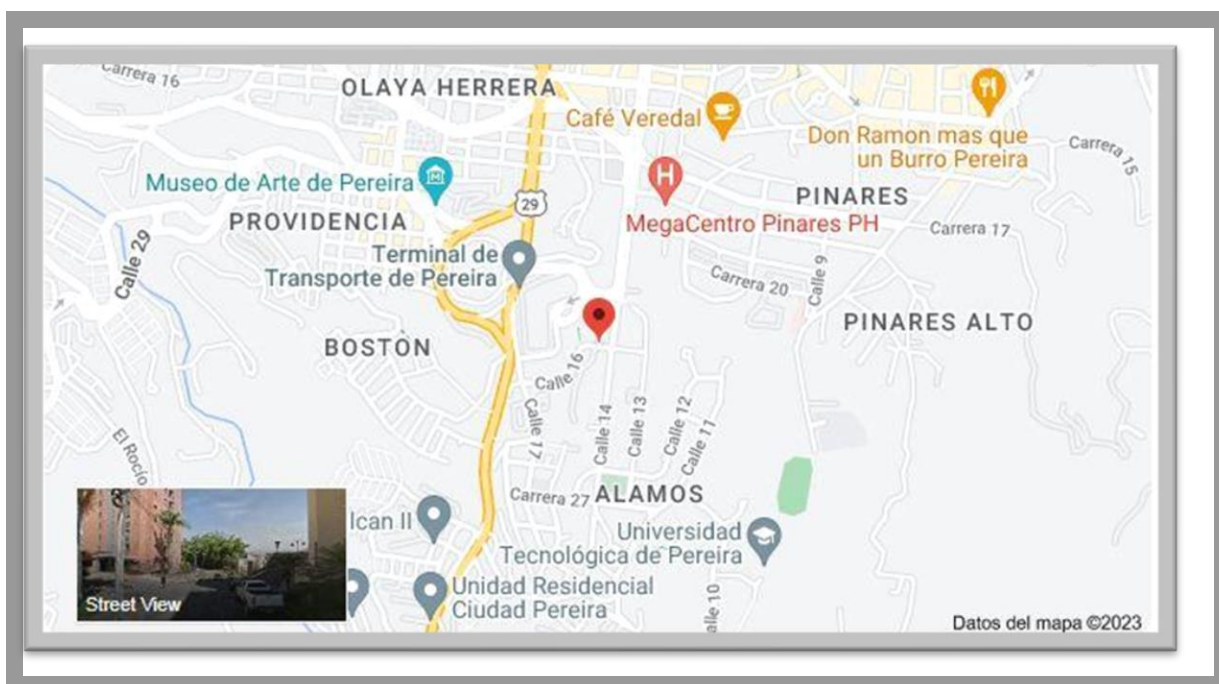 Carrera 16
OLAYA HERRERA
Café Veredal
Don Ramon mas que
un Burro Pereira
Carrera 15
Museo de Arte de Pereira
PROVIDENCIA
29
MegaCentro Pinares PH
PINARES
Carrera 17
Calle 29
Terminal de
Transporte de Pereira
Carrera 20
Calle 9
PINARES ALTO
BOSTÒN
Calle 16
Calle 17
Calle 14
Calle 13
Calle 12
Calle 11
El Rocío
Carrera 27
ALAMOS
Ican II
Universidad
Tecnológica de Pereira
Unidad Residencial
Ciudad Pereira
alle 10
Street View
Datos del mapa ©2023
H